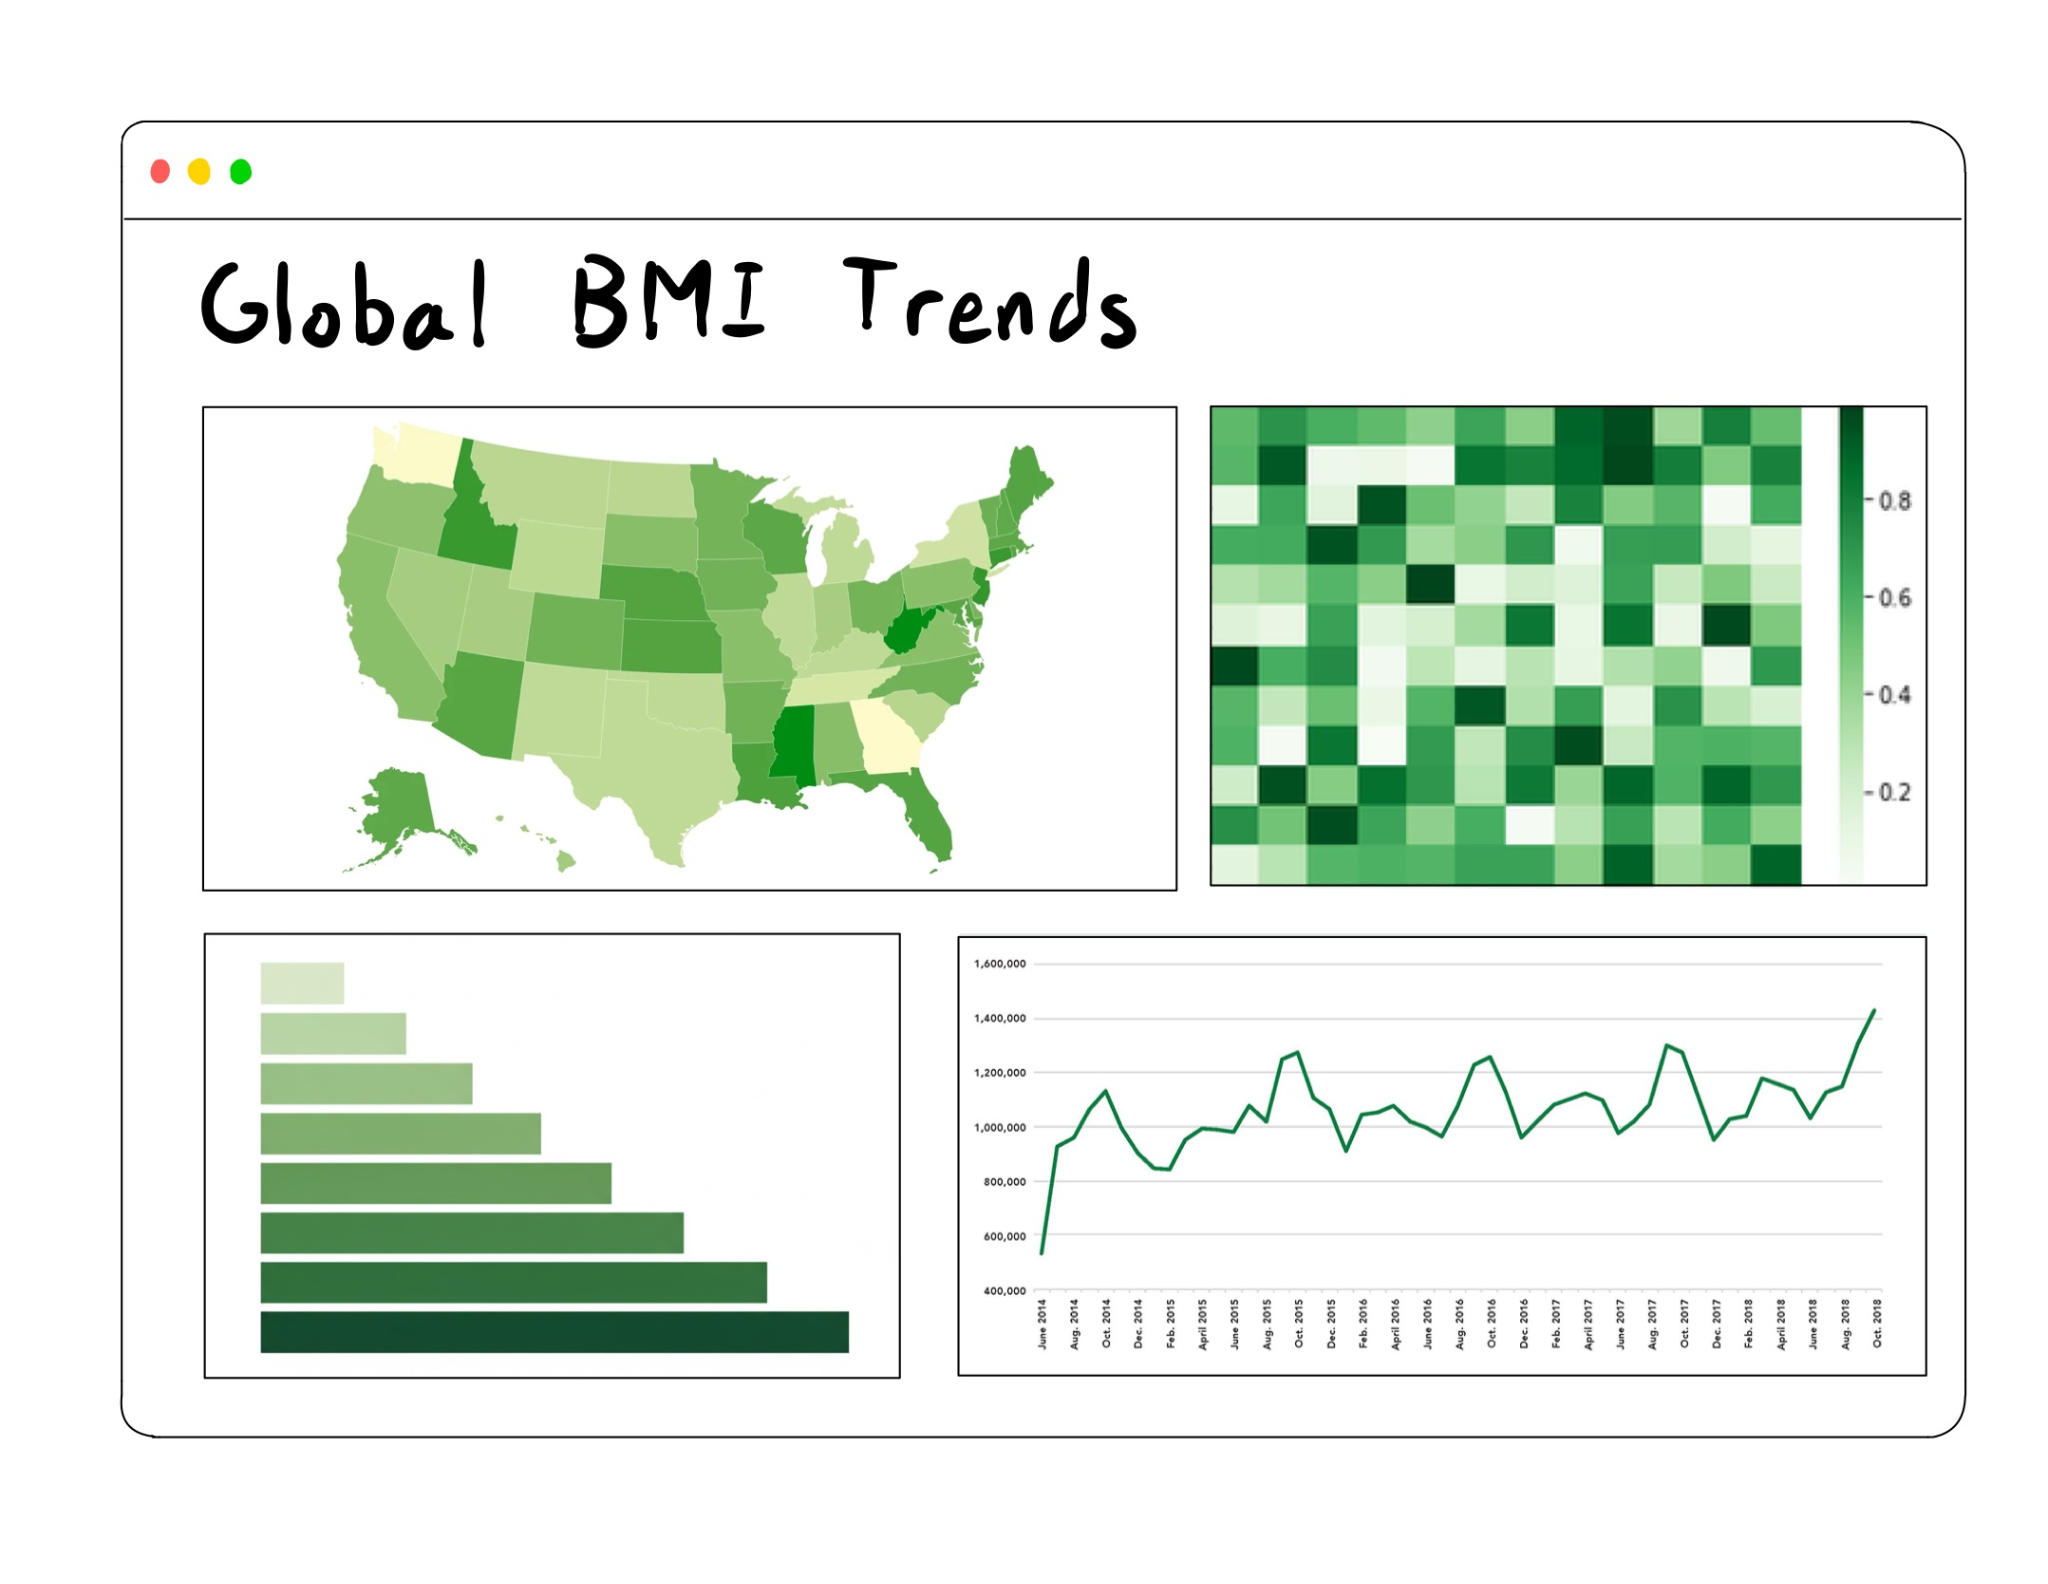 Global BMI Trends
0.8
0.6
0.4
0.2
1,600,000
1,400,000
1,200,000
1,000,000
800,000
600,000
400,000
June 2014
Aug. 2014
Oct. 2014
Dec. 2014
Feb. 2015
April 2015
June 2015
Aug. 2015
Oct. 2015
Dec. 2015
Feb. 2016
April 2016
June 2016
Aug. 2016
Oct. 2016
Dec. 2016
Feb. 2017
April 2017
June 2017
Aug. 2017
Oct. 2017
Dec. 2017
Feb. 2018
April 2018
June 2018
Aug. 2018
Oct. 2018